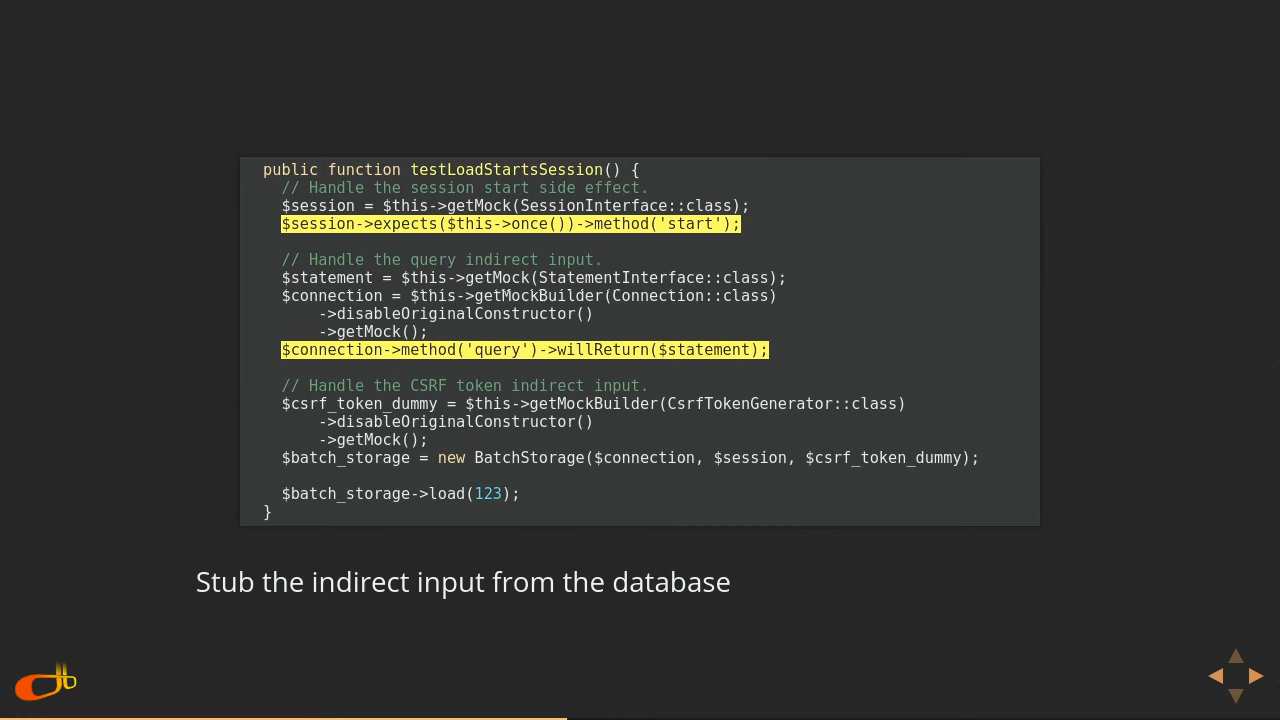 public function testLoadStartsSession() {
  // Handle the session start side effect.
  $session = $this->getMock(SessionInterface::class);
  $session->expects($this->once())->method('start');
  // Handle the query indirect input.
  $statement = $this->getMock(StatementInterface::class);
  $connection = $this->getMockBuilder(Connection::class)
      ->disableOriginalConstructor()
      ->getMock();
  $connection->method('query')->willReturn($statement);
  // Handle the CSRF token indirect input.
  $csrf_token_dummy = $this->getMockBuilder(CsrfTokenGenerator::class)
      ->disableOriginalConstructor()
      ->getMock();
  $batch_storage = new BatchStorage($connection, $session, $csrf_token_dummy);
  $batch_storage->load(123);
}
Stub the indirect input from the database